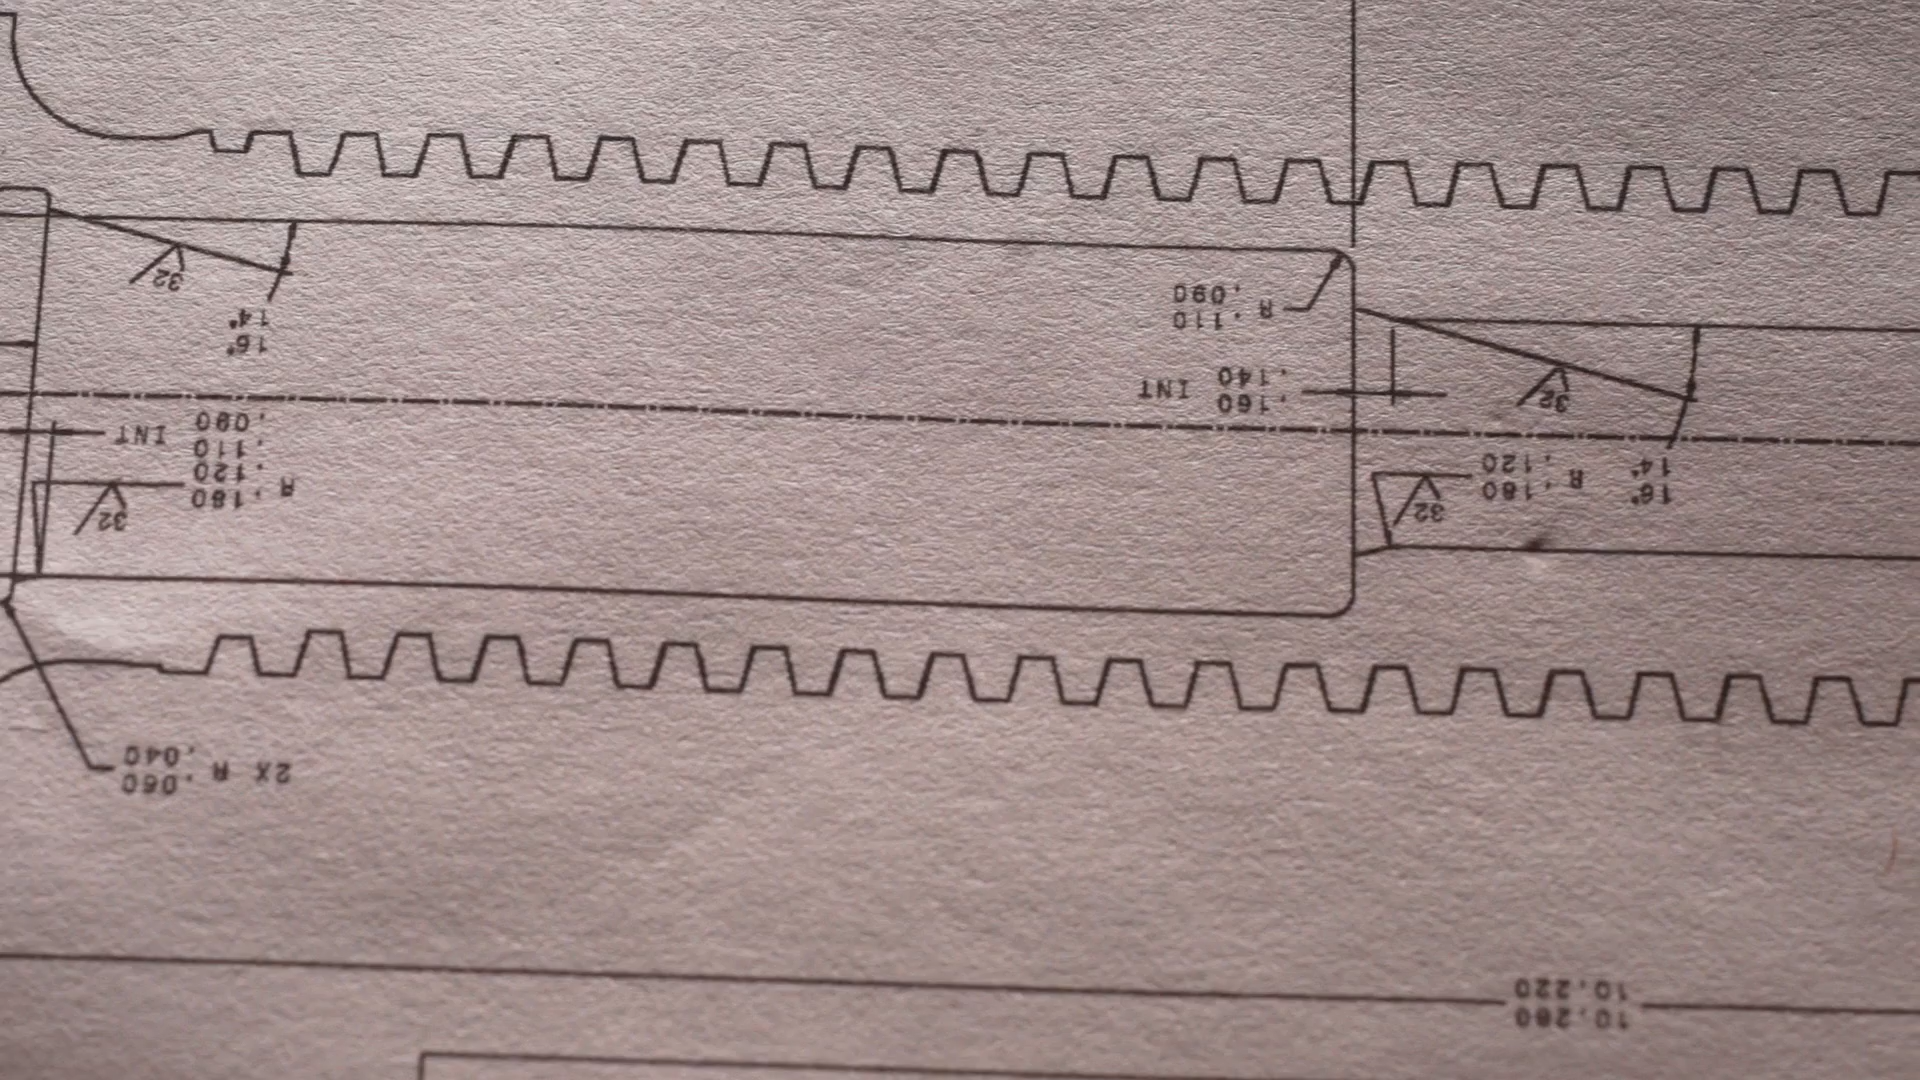 10.280
10.220
2X R .060
.040
32
16°
14°
R .180
.120
32
R .180
.120
.110
.090 INT
32
.160
.140 INT
R .110
.090
16°
14°
32